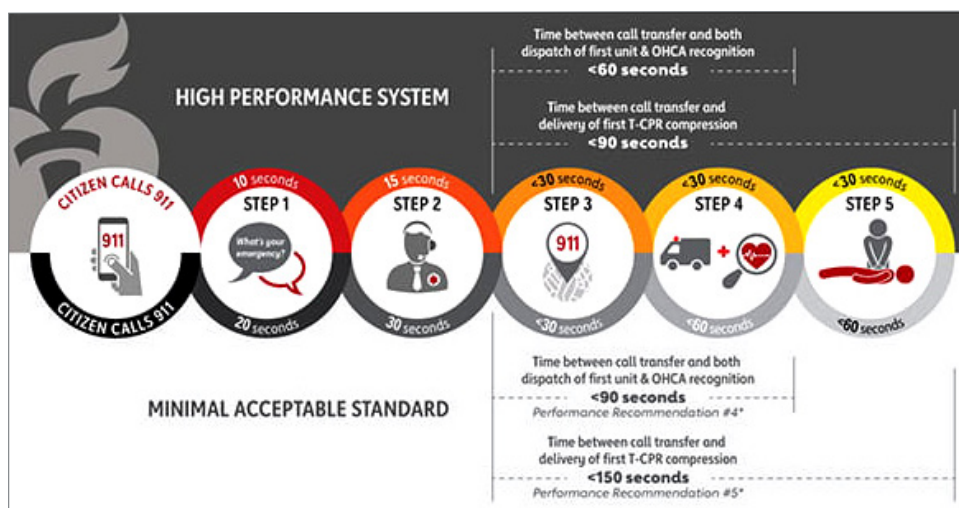 Time between call transfer and both
dispatch of first unit & OHCA recognition
<60 seconds
HIGH PERFORMANCE SYSTEM
Time between call transfer and
delivery of first T-CPR compression
<90 seconds
CITIZEN CALLS 911
911
CITIZEN CALLS 911
10 seconds
STEP 1
What's your
emergency?
20 seconds
15 seconds
STEP 2
30 seconds
<30 seconds
STEP 3
911
<30 seconds
<30 seconds
STEP 4
<60 seconds
<30 seconds
STEP 5
<60 seconds
Time between call transfer and both
dispatch of first unit & OHCA recognition
<90 seconds
Performance Recommendation #4*
MINIMAL ACCEPTABLE STANDARD
Time between call transfer and
delivery of first T-CPR compression
<150 seconds
Performance Recommendation #5*